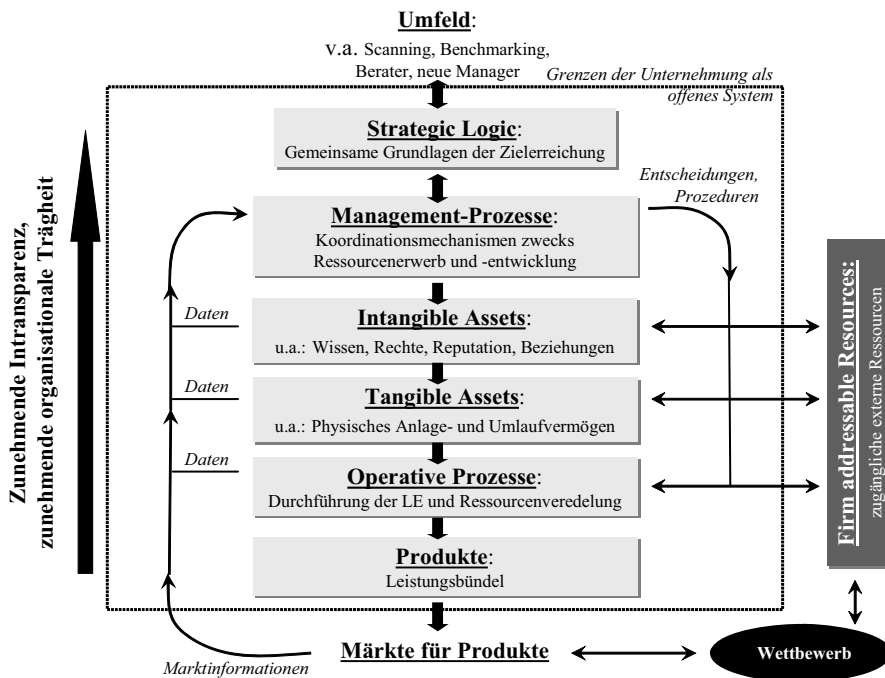 Umfeld:
v.a. Scanning, Benchmarking,
Berater, neue Manager
Grenzen der Unternehmung als
offenes System
Strategic Logic:
Gemeinsame Grundlagen der Zielerreichung
Entscheidungen,
Prozeduren
Management-Prozesse:
Koordinationsmechanismen zwecks
Ressourcenerwerb und -entwicklung
Daten
Intangible Assets:
u.a.: Wissen, Rechte, Reputation, Beziehungen
Daten
Tangible Assets:
u.a.: Physisches Anlage- und Umlaufvermögen
Daten
Operative Prozesse:
Durchführung der LE und Ressourcenveredelung
Produkte:
Leistungsbündel
Marktinformationen
Märkte für Produkte
Wettbewerb
Zunehmende Intransparenz,
zunehmende organisationale Trägheit
Firm addressable Resources:
zugängliche externe Ressourcen